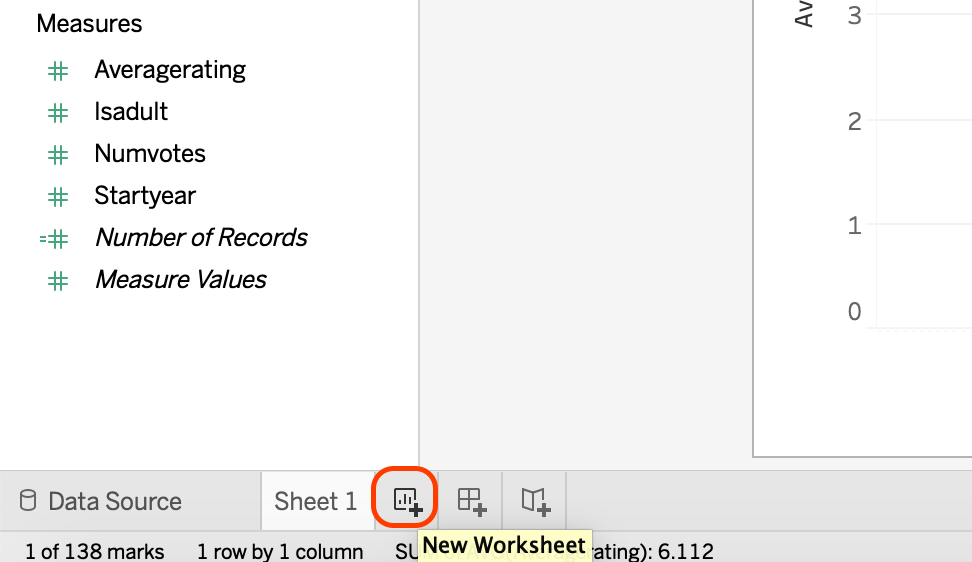 Measures
Averagerating
Isadult
Numvotes
Startyear
Number of Records
Measure Values
Av
3
2
1
0
Data Source
Sheet 1
New Worksheet
1 of 138 marks 1 row by 1 column SU erating): 6.112